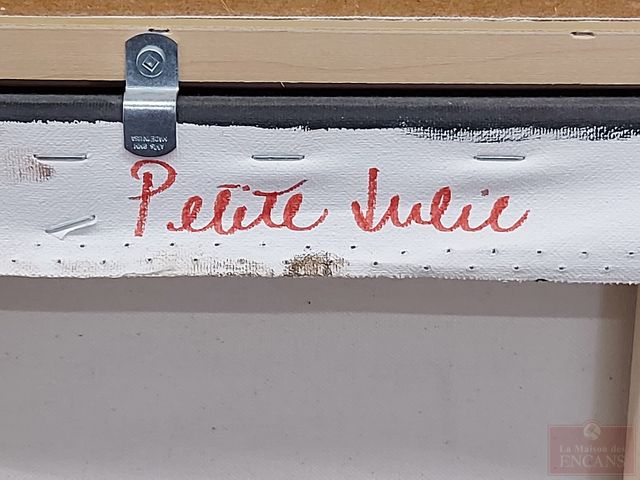 Petite Julie
La Maison des
ENCANS